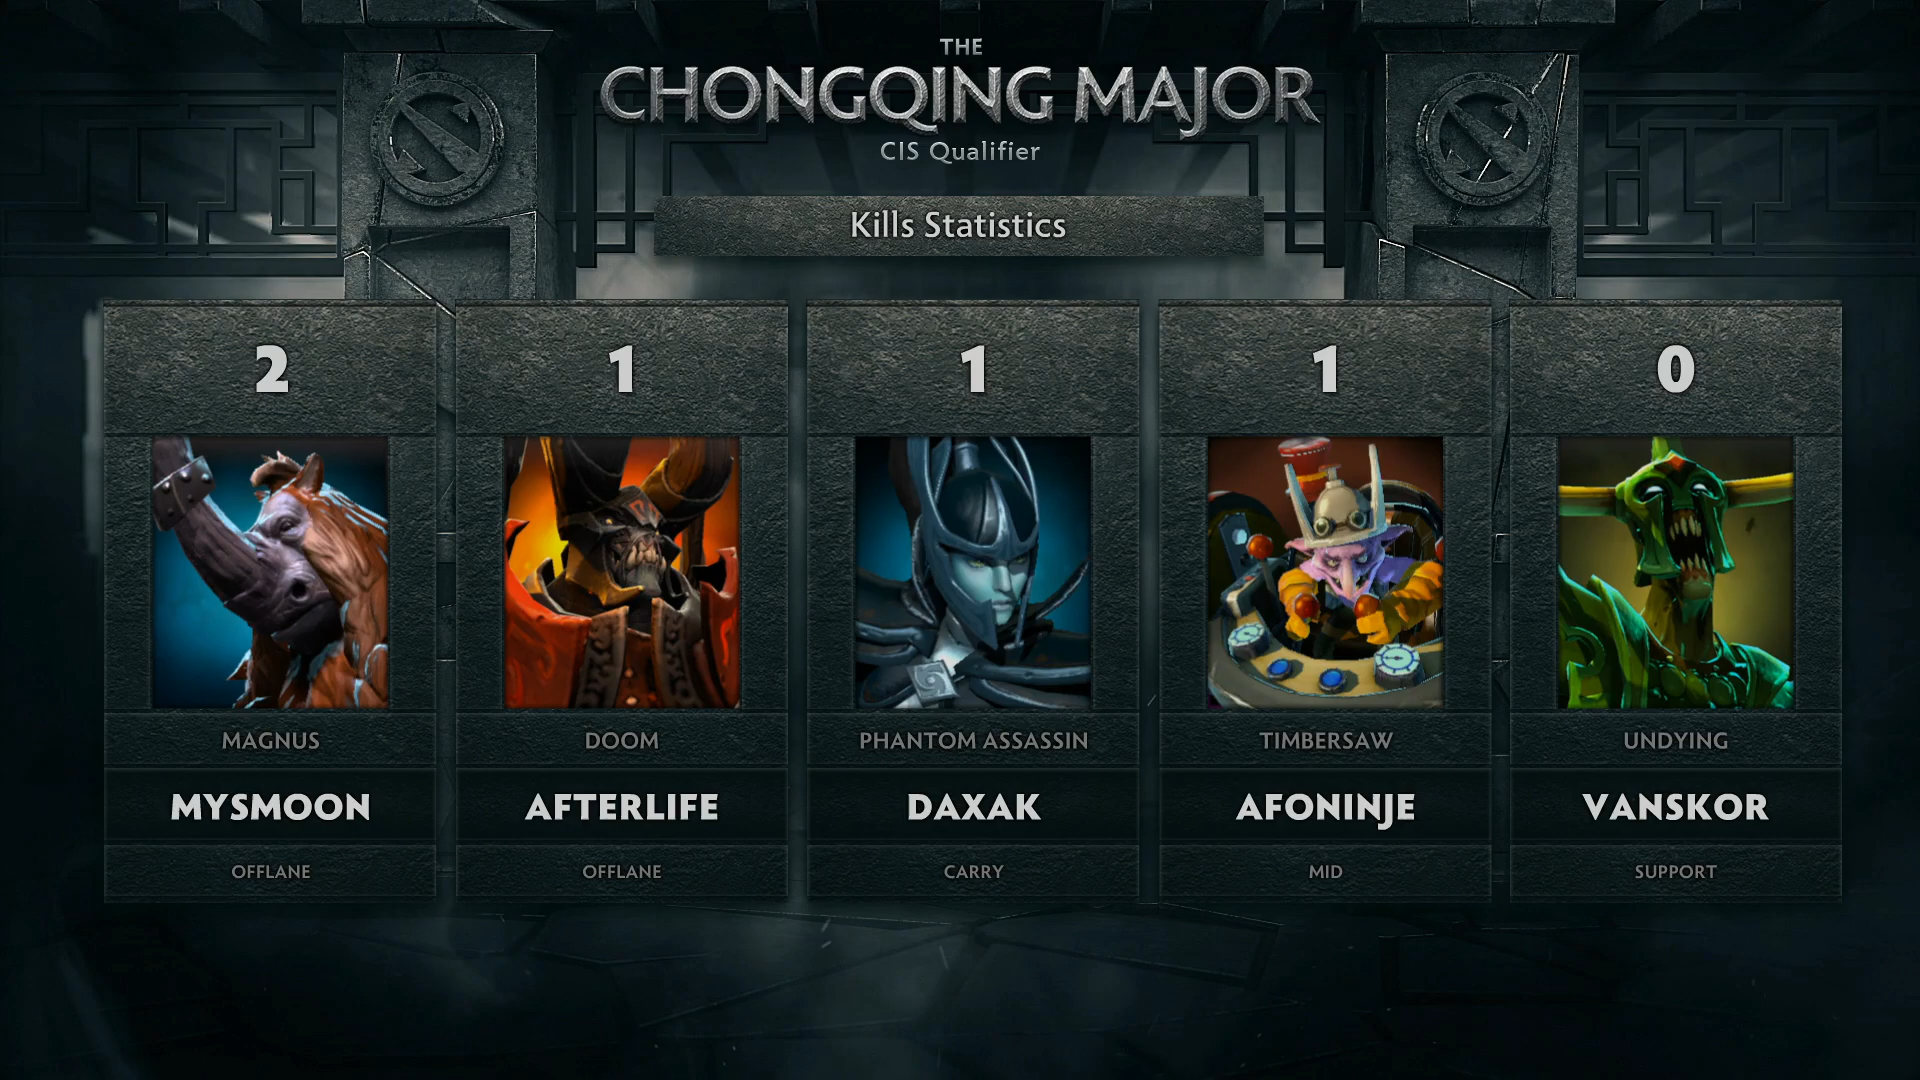 THE
CHONGQING MAJOR
CIS Qualifier
Kills Statistics
2
MAGNUS
MYSMOON
OFFLANE
1
DOOM
AFTERLIFE
OFFLANE
1
PHANTOM ASSASSIN
DAXAK
CARRY
1
TIMBERSAW
AFONINJE
MID
0
UNDYING
VANSKOR
SUPPORT